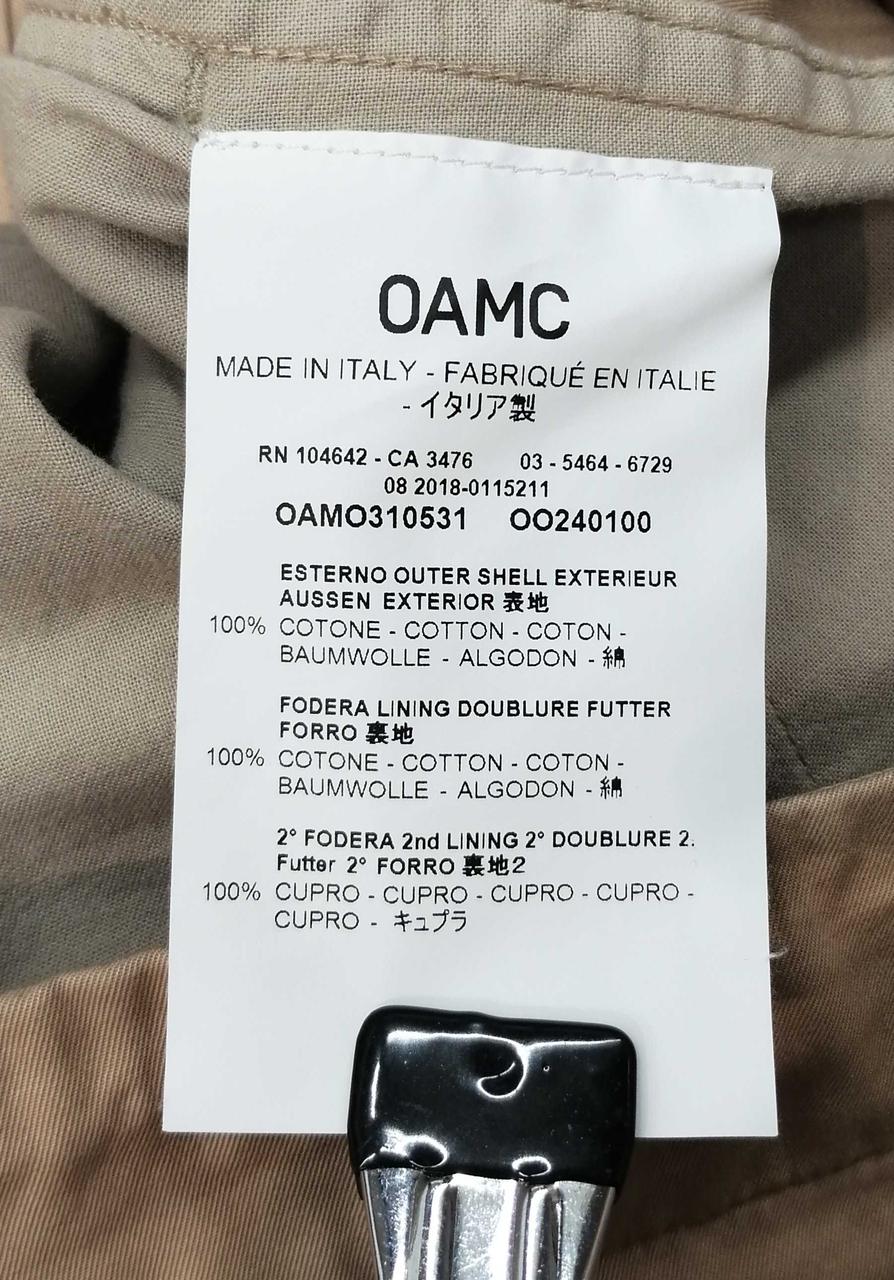 OAMC
MADE IN ITALY - FABRIQUÉ EN ITALIE
- イタリア製
RN 104642 - CA 3476 03 - 5464 - 6729
08 2018-0115211
OAMO310531 OO240100
ESTERNO OUTER SHELL EXTERIEUR
AUSSEN EXTERIOR 表地
100% COTONE - COTTON - COTON -
BAUMWOLLE - ALGODON - 綿
FODERA LINING DOUBLURE FUTTER
FORRO 裏地
100% COTONE - COTTON - COTON -
BAUMWOLLE - ALGODON - 綿
2° FODERA 2nd LINING 2° DOUBLURE 2.
Futter 2° FORRO 裏地2
100% CUPRO - CUPRO - CUPRO - CUPRO -
CUPRO - キュプラ